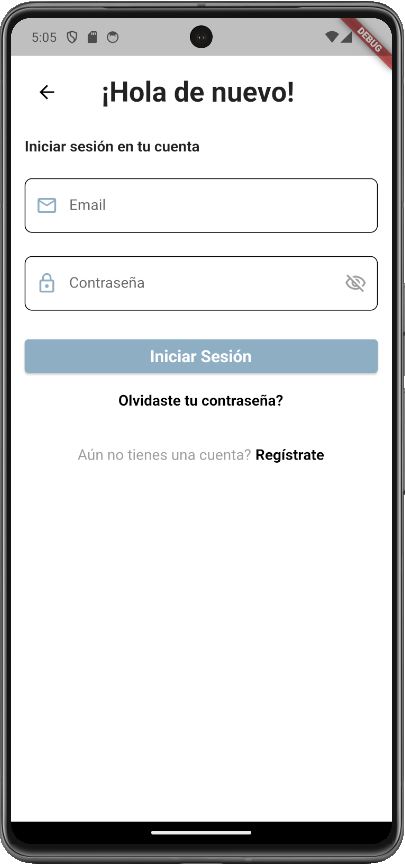 5:05
DEBUG
¡Hola de nuevo!
Iniciar sesión en tu cuenta
Email
Contraseña
Iniciar Sesión
Olvidaste tu contraseña?
Aún no tienes una cuenta? Regístrate